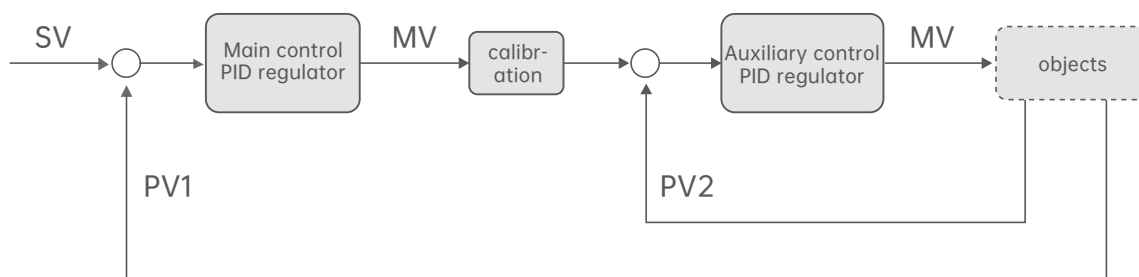 SV
Main control
PID regulator
MV
calibr-
ation
Auxiliary control
PID regulator
MV
objects
PV1
PV2